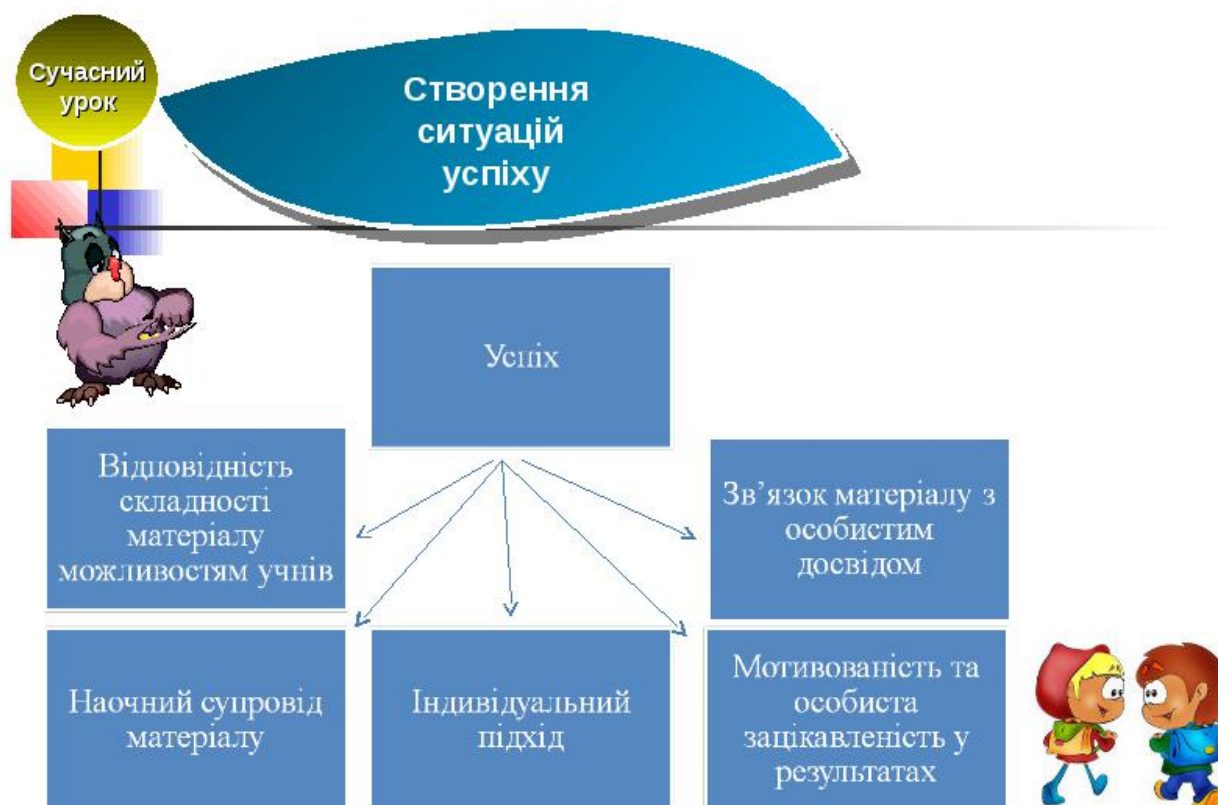 Сучасний
урок
Створення
ситуацій
успіху
Успіх
Відповідність
складності
матеріалу
можливостям учнів
Зв’язок матеріалу з
особистим
досвідом
Наочний супровід
матеріалу
Індивідуальний
підхід
Мотивованість та
особиста
зацікавленість у
результатах